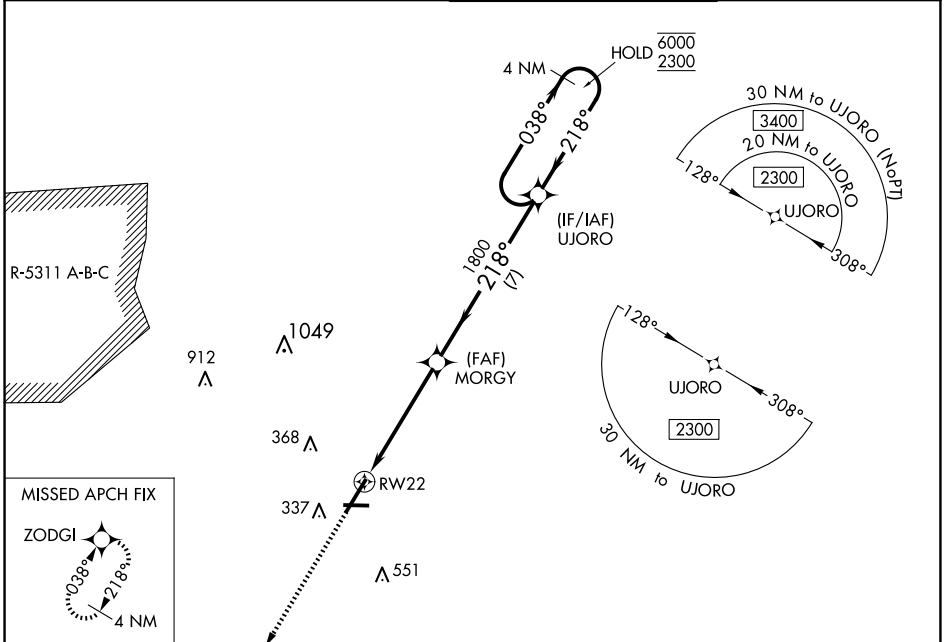 HOLD 6000
2300
4 NM
038°
218°
(IF/IAF)
UJORO
1800
218°
(7)
30 NM to UJORO (NoPT)
3400
20 NM to UJORO
2300
128°
UJORO
308°
R-5311 A-B-C
1049
912
(FAF)
MORGY
128°
UJORO
308°
2300
30 NM to UJORO
368
RW22
337
551
MISSED APCH FIX
ZODGI
038°
218°
4 NM